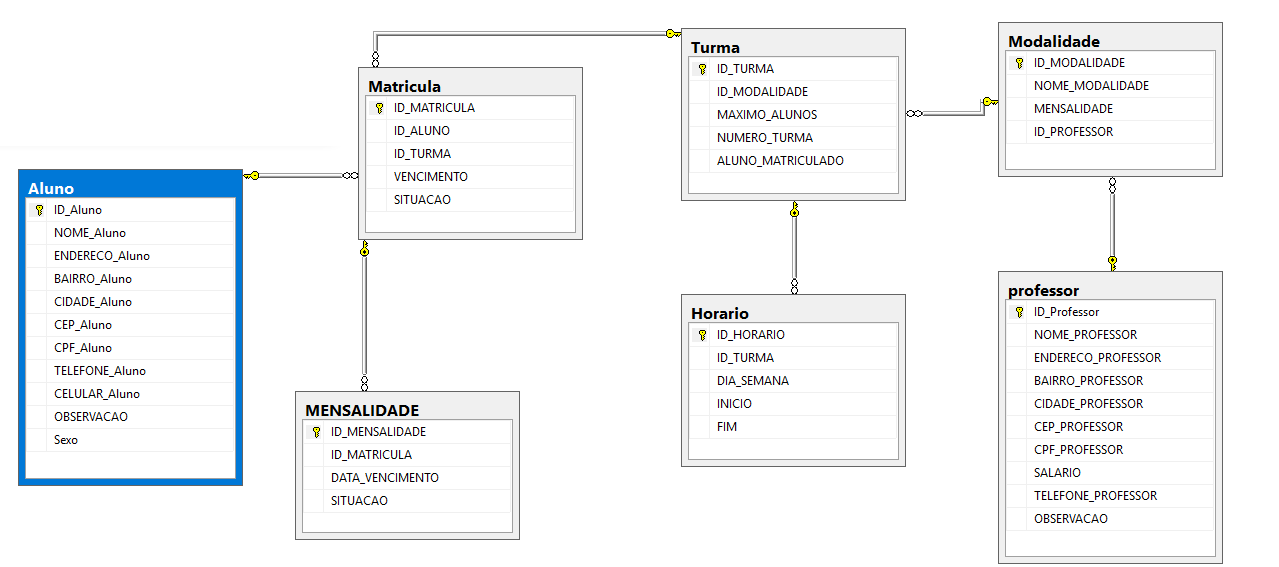 Aluno
ID_Aluno
NOME_Aluno
ENDERECO_Aluno
BAIRRO_Aluno
CIDADE_Aluno
CEP_Aluno
CPF_Aluno
TELEFONE_Aluno
CELULAR_Aluno
OBSERVACAO
Sexo
Matricula
ID_MATRICULA
ID_ALUNO
ID_TURMA
VENCIMENTO
SITUACAO
MENSALIDADE
ID_MENSALIDADE
ID_MATRICULA
DATA_VENCIMENTO
SITUACAO
Turma
ID_TURMA
ID_MODALIDADE
MAXIMO_ALUNOS
NUMERO_TURMA
ALUNO_MATRICULADO
Horario
ID_HORARIO
ID_TURMA
DIA_SEMANA
INICIO
FIM
Modalidade
ID_MODALIDADE
NOME_MODALIDADE
MENSALIDADE
ID_PROFESSOR
professor
ID_Professor
NOME_PROFESSOR
ENDERECO_PROFESSOR
BAIRRO_PROFESSOR
CIDADE_PROFESSOR
CEP_PROFESSOR
CPF_PROFESSOR
SALARIO
TELEFONE_PROFESSOR
OBSERVACAO